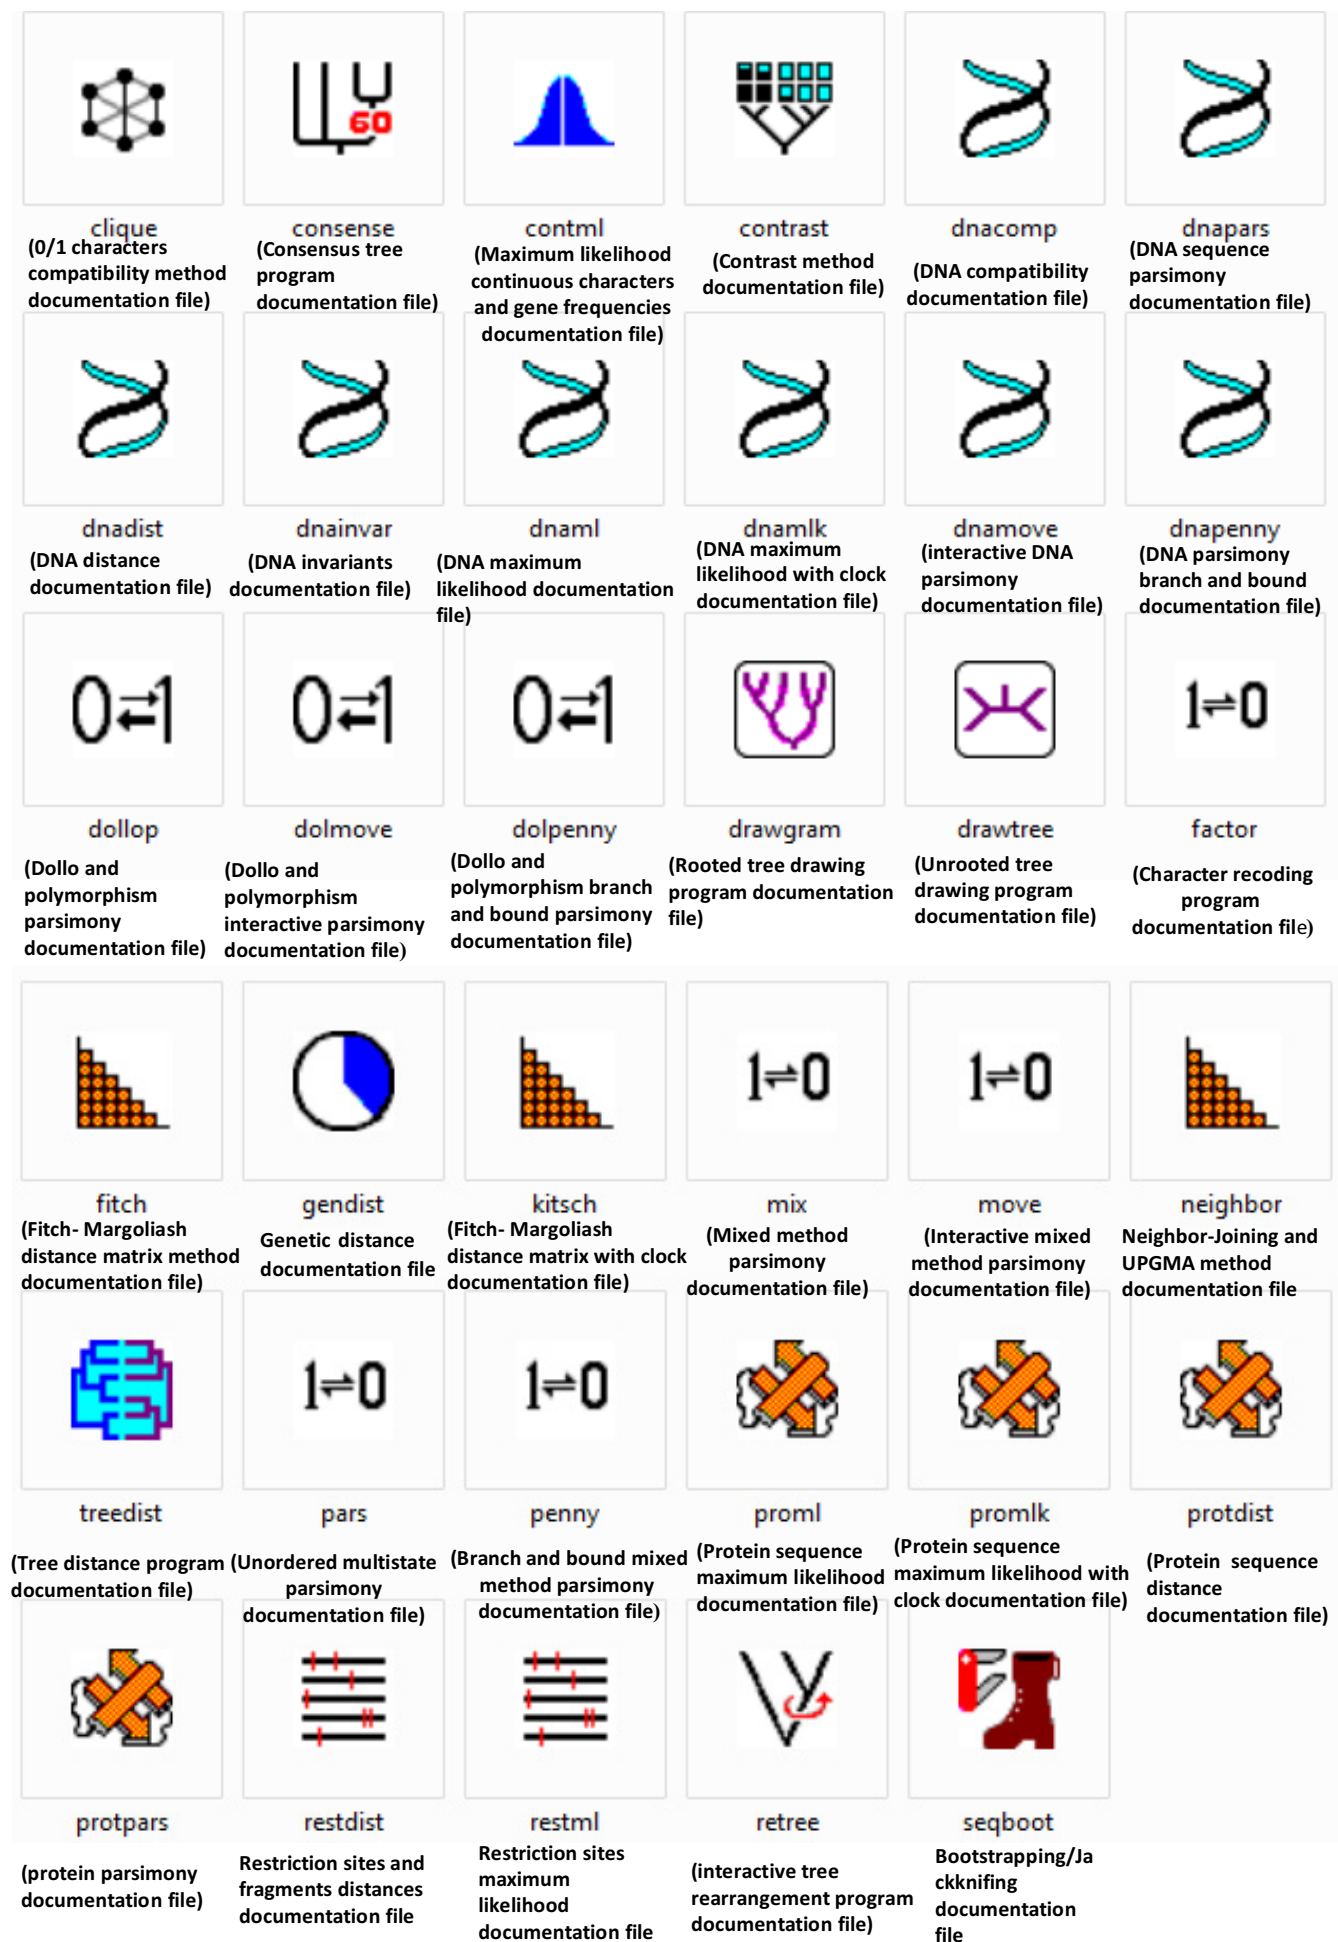 60
clique
(0/1 characters
compatibility method
documentation file)
consense
(Consensus tree
program
documentation file)
contml
(Maximum likelihood
continuous characters
and gene frequencies
documentation file)
contrast
(Contrast method
documentation file)
dnacomp
(DNA compatibility
documentation file)
dnapars
(DNA sequence
parsimony
documentation file)
dnadist
(DNA distance
documentation file)
dnainvar
(DNA invariants
documentation file)
dnaml
(DNA maximum
likelihood documentation
file)
dnamlk
(DNA maximum
likelihood with clock
documentation file)
dnamove
(interactive DNA
parsimony
documentation file)
dnapenny
(DNA parsimony
branch and bound
documentation file)
0⇄1
dollop
(Dollo and
polymorphism
parsimony
documentation file)
0⇄1
dolmove
(Dollo and
polymorphism
interactive parsimony
documentation file)
0⇄1
dolpenny
(Dollo and
polymorphism branch
and bound parsimony
documentation file)
drawgram
(Rooted tree drawing
program documentation
file)
drawtree
(Unrooted tree
drawing program
documentation file)
1⇌0
factor
(Character recoding
program
documentation file)
fitch
(Fitch- Margoliash
distance matrix method
documentation file)
gendist
Genetic distance
documentation file
kitsch
(Fitch- Margoliash
distance matrix with clock
documentation file)
1⇌0
mix
(Mixed method
parsimony
documentation file)
1⇌0
move
(Interactive mixed
method parsimony
documentation file)
neighbor
Neighbor-Joining and
UPGMA method
documentation file
treedist
(Tree distance program
documentation file)
1⇌0
pars
(Unordered multistate
parsimony
documentation file)
1⇌0
penny
(Branch and bound mixed
method parsimony
documentation file)
proml
(Protein sequence
maximum likelihood
documentation file)
promlk
(Protein sequence
maximum likelihood with
clock documentation file)
protdist
(Protein sequence
distance
documentation file)
protpars
(protein parsimony
documentation file)
restdist
Restriction sites and
fragments distances
documentation file
restml
Restriction sites
maximum
likelihood
documentation file
retree
(interactive tree
rearrangement program
documentation file)
seqboot
Bootstrapping/Ja
ckknifing
documentation
file